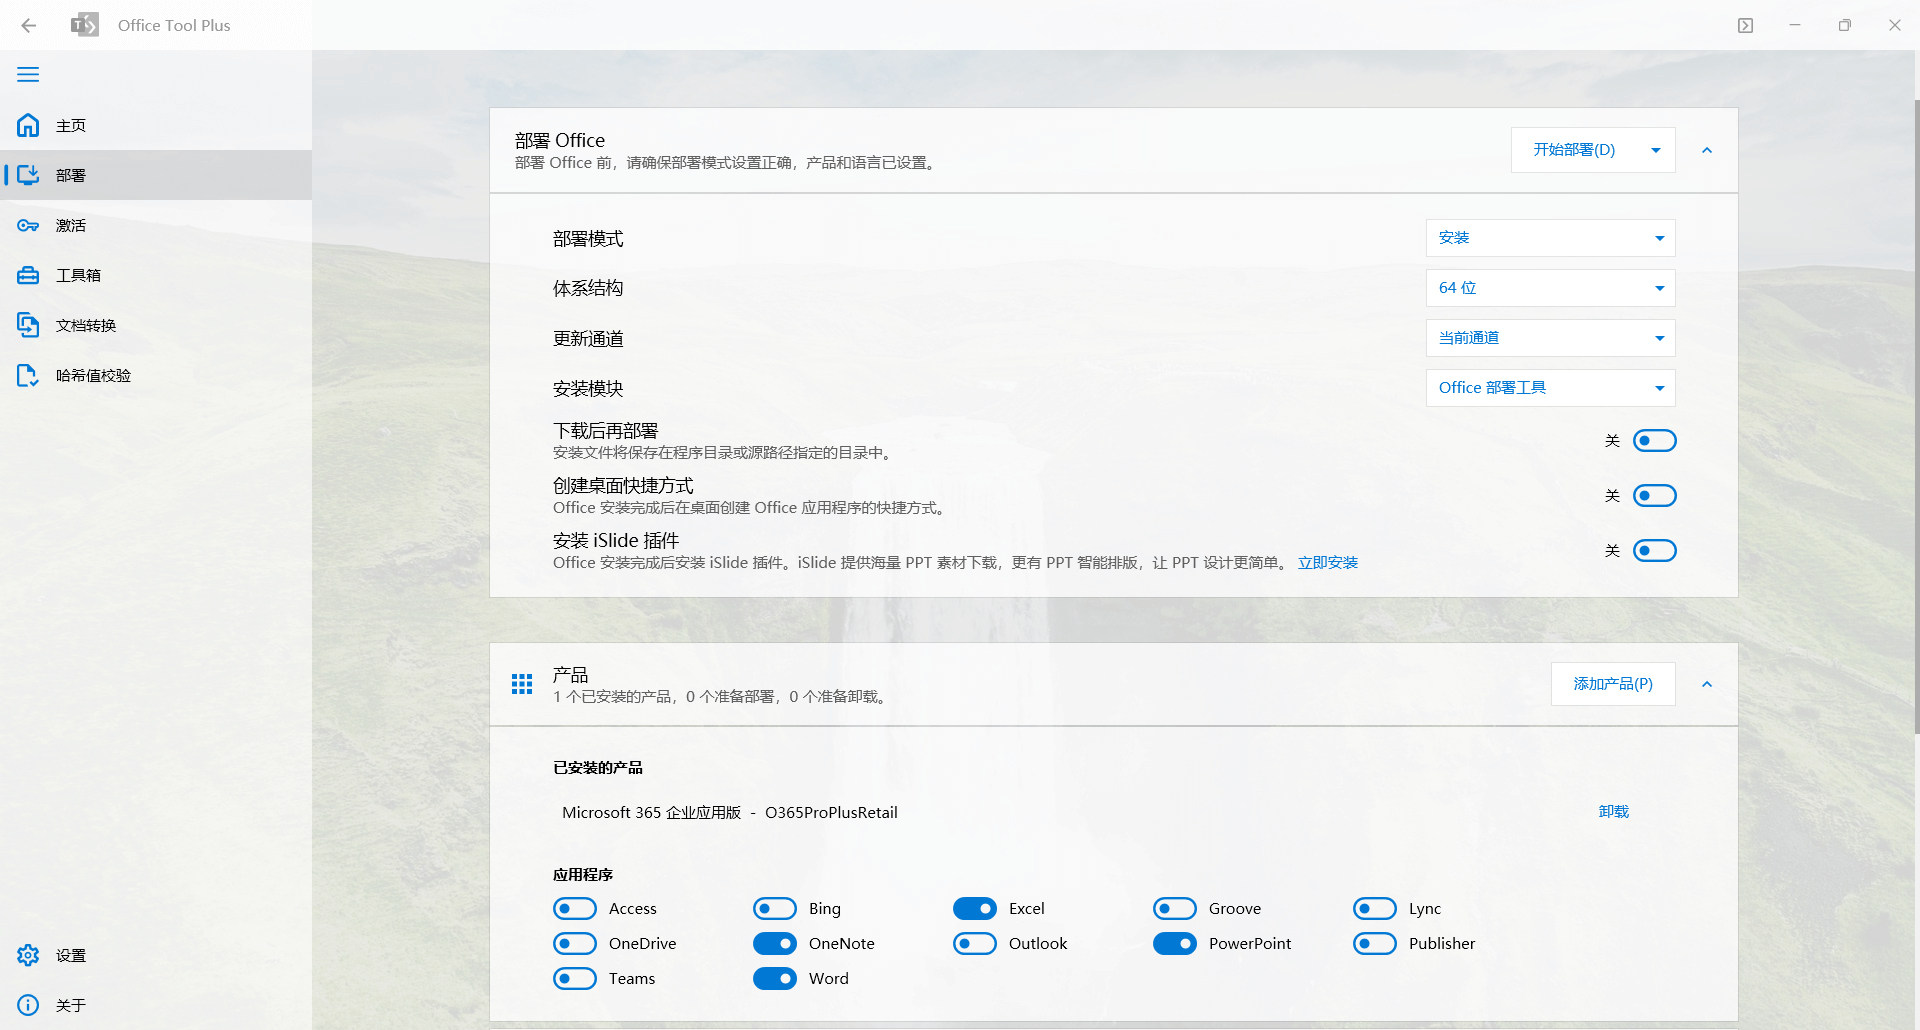 Office Tool Plus
主页
部署
激活
工具箱
文档转换
哈希值校验
设置
关于
部署 Office
部署 Office 前，请确保部署模式设置正确，产品和语言已设置。
开始部署(D)
部署模式
安装
体系结构
64 位
更新通道
当前通道
安装模块
Office 部署工具
下载后再部署
安装文件将保存在程序目录或源路径指定的目录中。
关
创建桌面快捷方式
Office 安装完成后在桌面创建 Office 应用程序的快捷方式。
关
安装 iSlide 插件
Office 安装完成后安装 iSlide 插件。iSlide 提供海量 PPT 素材下载，更有 PPT 智能排版，让 PPT 设计更简单。 立即安装
关
产品
1 个已安装的产品，0 个准备部署，0 个准备卸载。
添加产品(P)
已安装的产品
Microsoft 365 企业应用版 - O365ProPlusRetail
卸载
应用程序
Access Bing Excel Groove Lync
OneDrive OneNote Outlook PowerPoint Publisher
Teams Word